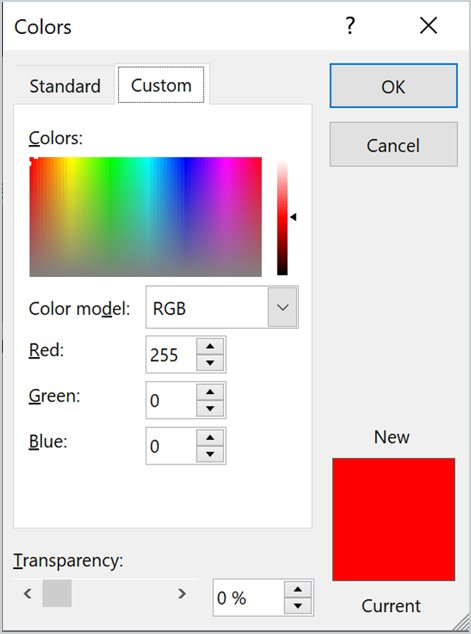 Colors ?
Standard Custom OK
Cancel
Colors:
Color model: RGB
Red: 255
Green: 0
Blue: 0
New
Transparency:
0 %
Current